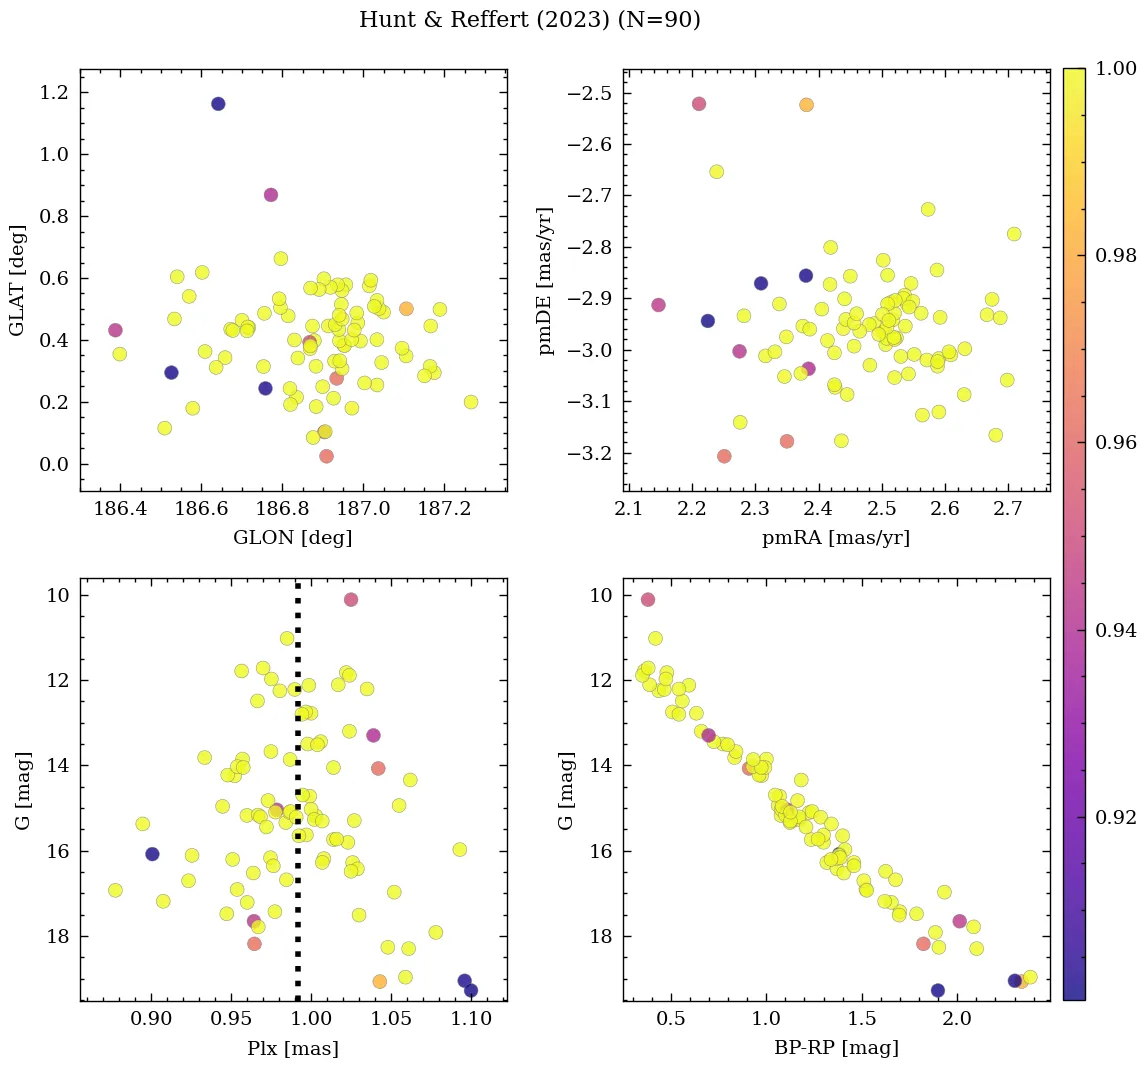 Hunt & Reffert (2023) (N=90)
1.2
1.0
0.8
0.6
0.4
0.2
0.0
GLAT [deg]
186.4 186.6 186.8 187.0 187.2
GLON [deg]
−2.5
−2.6
−2.7
−2.8
−2.9
−3.0
−3.1
−3.2
pmDE [mas/yr]
2.1 2.2 2.3 2.4 2.5 2.6 2.7
pmRA [mas/yr]
10
12
14
16
18
G [mag]
0.90 0.95 1.00 1.05 1.10
Plx [mas]
10
12
14
16
18
G [mag]
0.5 1.0 1.5 2.0
BP-RP [mag]
1.00
0.98
0.96
0.94
0.92